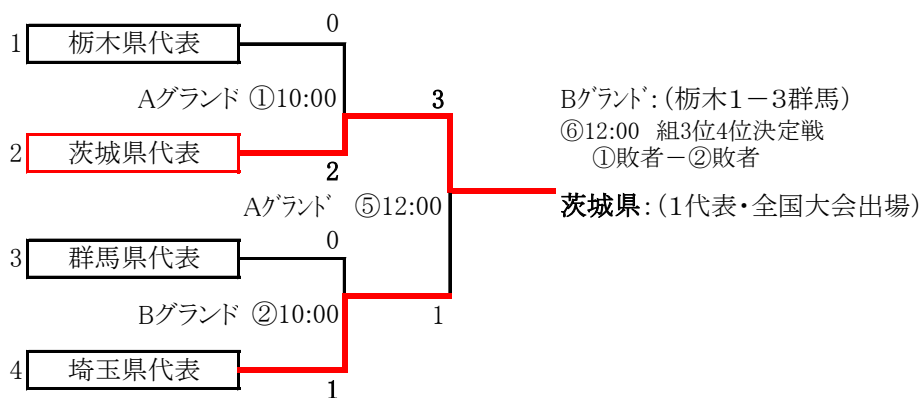 0
1 栃木県代表
Aグランド ①10:00
3
Bグランド:(栃木1-3群馬)
⑥12:00 組3位4位決定戦
①敗者-②敗者
2 茨城県代表
2
Aグランド ⑤12:00
茨城県:(1代表・全国大会出場)
0
3 群馬県代表
Bグランド ②10:00
1
4 埼玉県代表
1